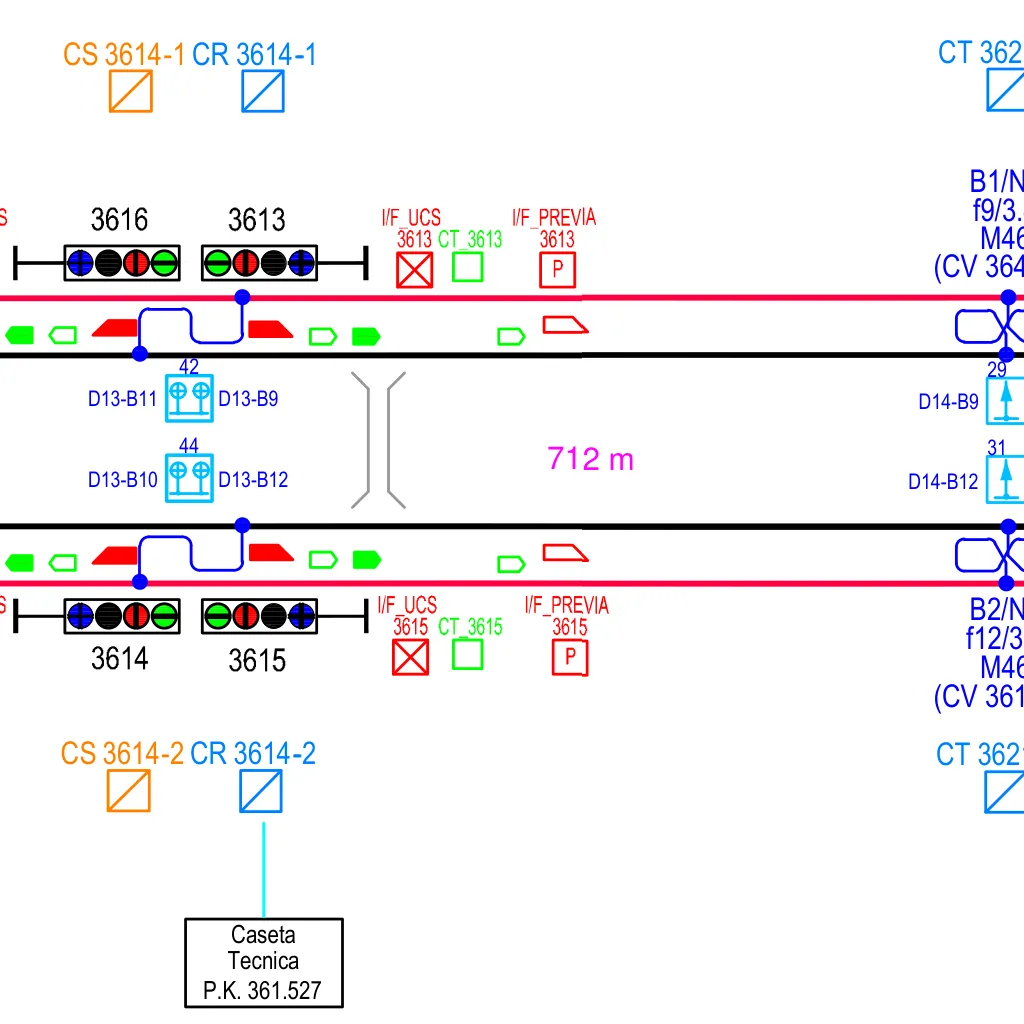 CS 3614-1 CR 3614-1
CT 362
B1/N
f9/3.
M46
(CV 364
S
3616
3613
I/F_UCS
3613
CT_3613
I/F_PREVIA
3613
P
42
D13-B11
D13-B9
29
D14-B9
44
D13-B10
D13-B12
712 m
31
D14-B12
S
3614
3615
I/F_UCS
3615
CT_3615
I/F_PREVIA
3615
P
B2/N
f12/3
M46
(CV 361
CS 3614-2 CR 3614-2
CT 362
Caseta
Tecnica
P.K. 361.527